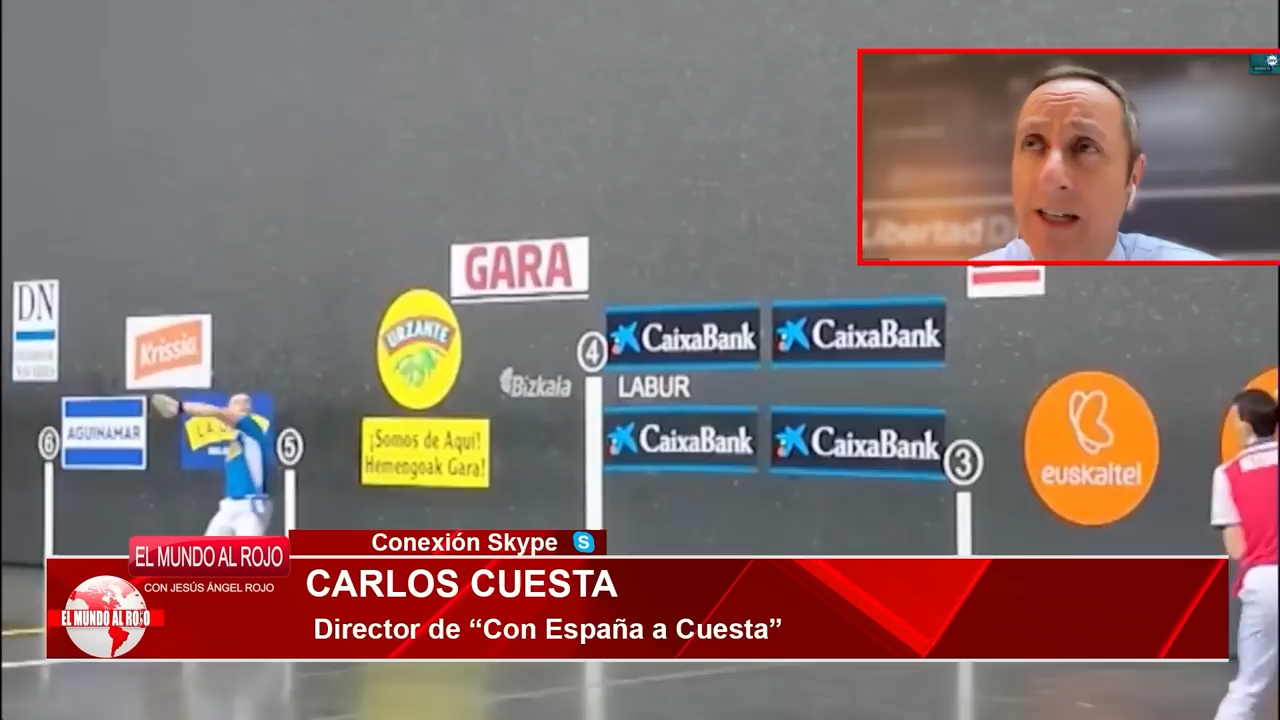 Libertad D
GARA
DN
Krissia
URZANTE
4
CaixaBank
CaixaBank
Bizkaia
LABUR
6
AGUINAMAR
5
¡Somos de Aquí!
Hemengoak Gara!
CaixaBank
CaixaBank
3
euskaltel
Conexión Skype
EL MUNDO AL ROJO
CON JESÚS ÁNGEL ROJO
CARLOS CUESTA
EL MUNDO AL ROJO
Director de “Con España a Cuesta”